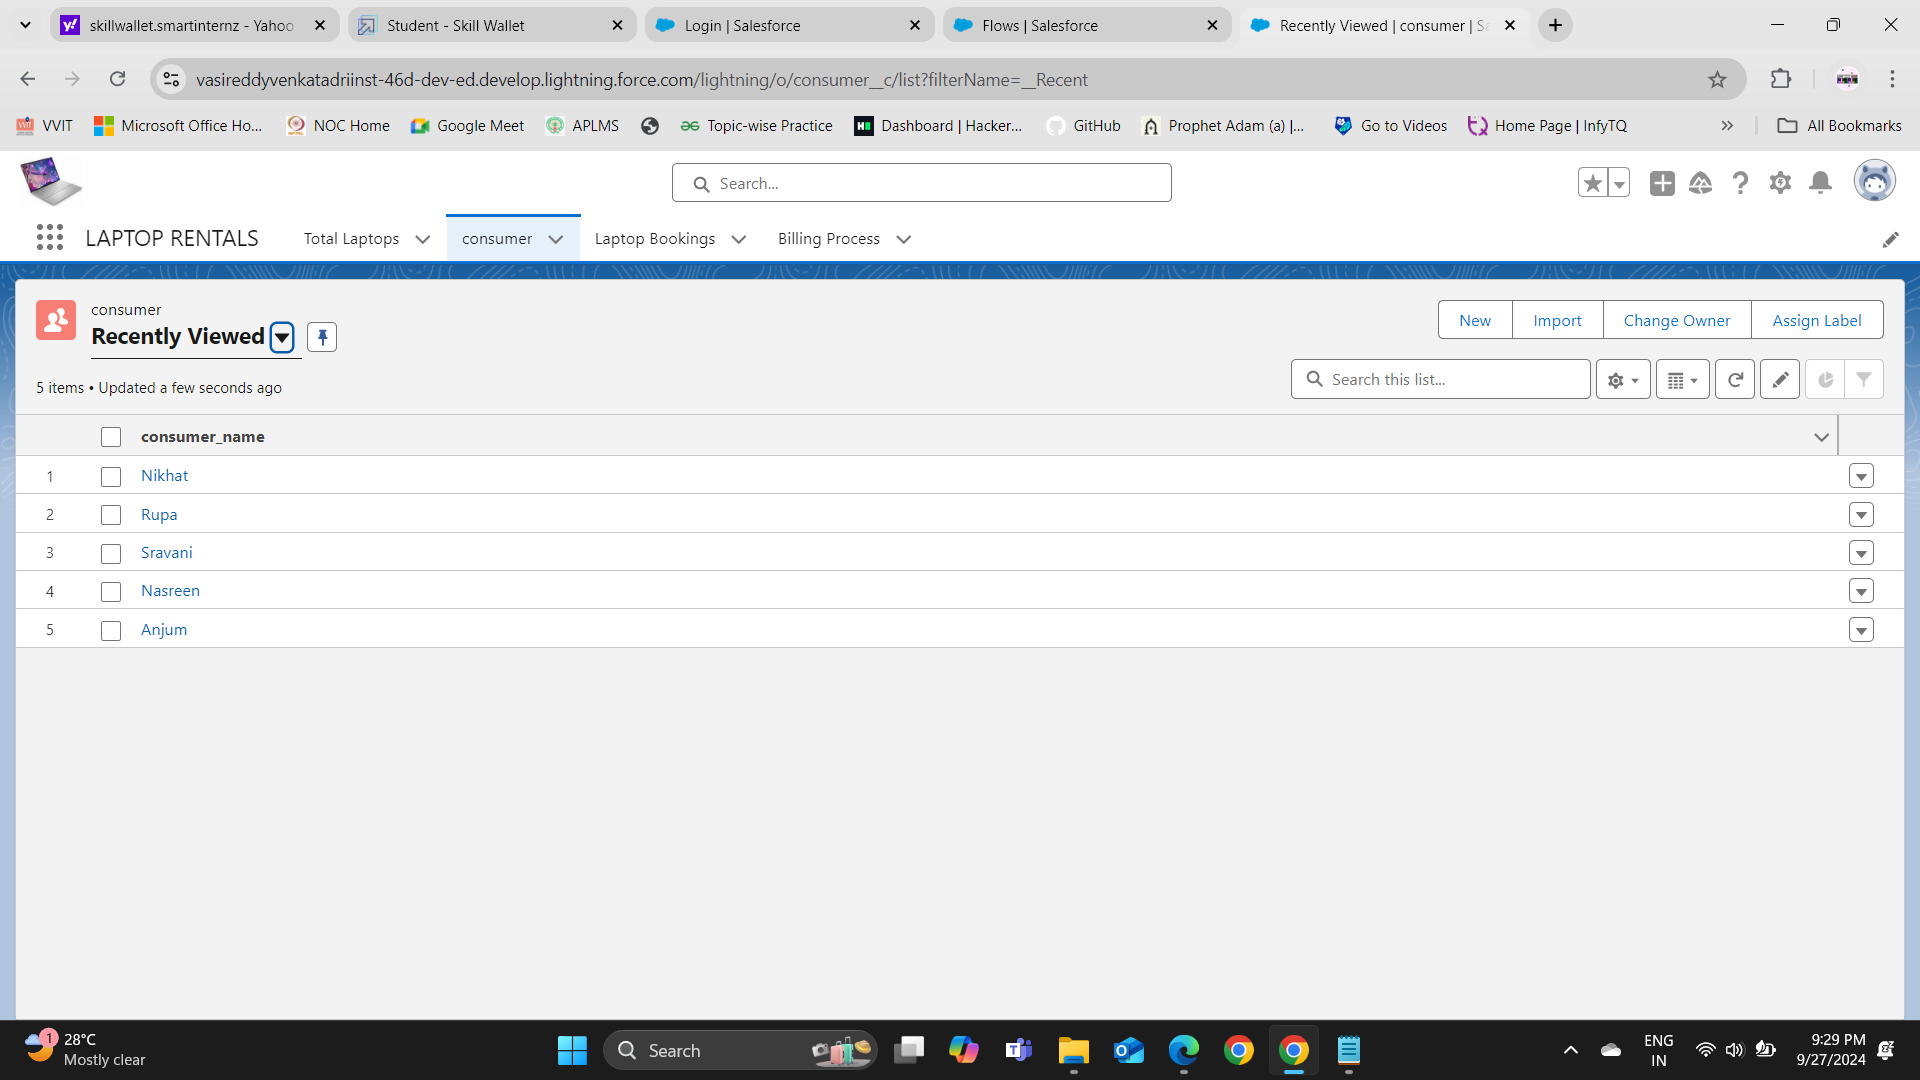 skillwallet.smartinternz - Yahoo
Student - Skill Wallet
Login | Salesforce
Flows | Salesforce
Recently Viewed | consumer | Sa
vasireddyvenkatadriinst-46d-dev-ed.develop.lightning.force.com/lightning/o/consumer__c/list?filterName=__Recent
VVIT
Microsoft Office Ho...
NOC Home
Google Meet
APLMS
Topic-wise Practice
Dashboard | Hacker...
GitHub
Prophet Adam (a) |...
Go to Videos
Home Page | InfyTQ
All Bookmarks
Search...
LAPTOP RENTALS
Total Laptops
consumer
Laptop Bookings
Billing Process
consumer
Recently Viewed
New
Import
Change Owner
Assign Label
5 items • Updated a few seconds ago
Search this list...
consumer_name
1 Nikhat
2 Rupa
3 Sravani
4 Nasreen
5 Anjum
1
28°C
Mostly clear
Search
ENG
IN
9:29 PM
9/27/2024